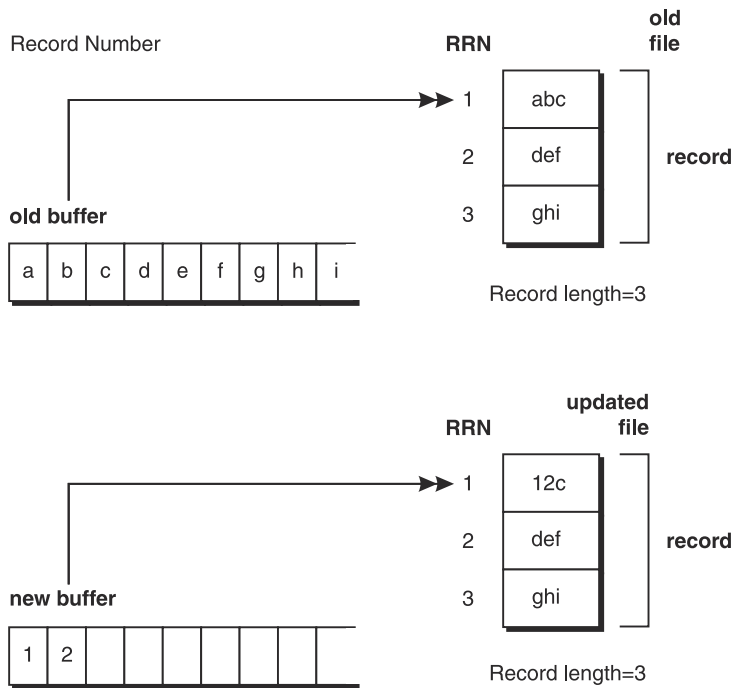 old
Record Number RRN file
1 abc
2 def record
3 ghi
old buffer
a b c d e f g h i
Record length=3
updated
RRN file
1 12c
2 def record
3 ghi
new buffer
1 2
Record length=3